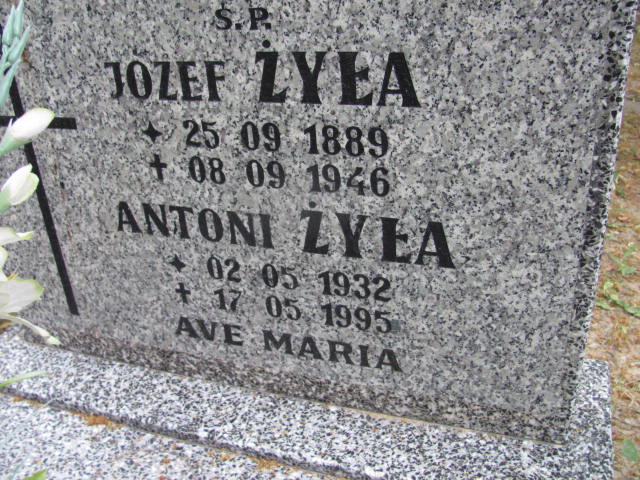 Ś.P.
JÓZEF ŻYŁA
25 09 1889
08 09 1946
ANTONI ŻYŁA
02 05 1932
17 05 1995
AVE MARIA